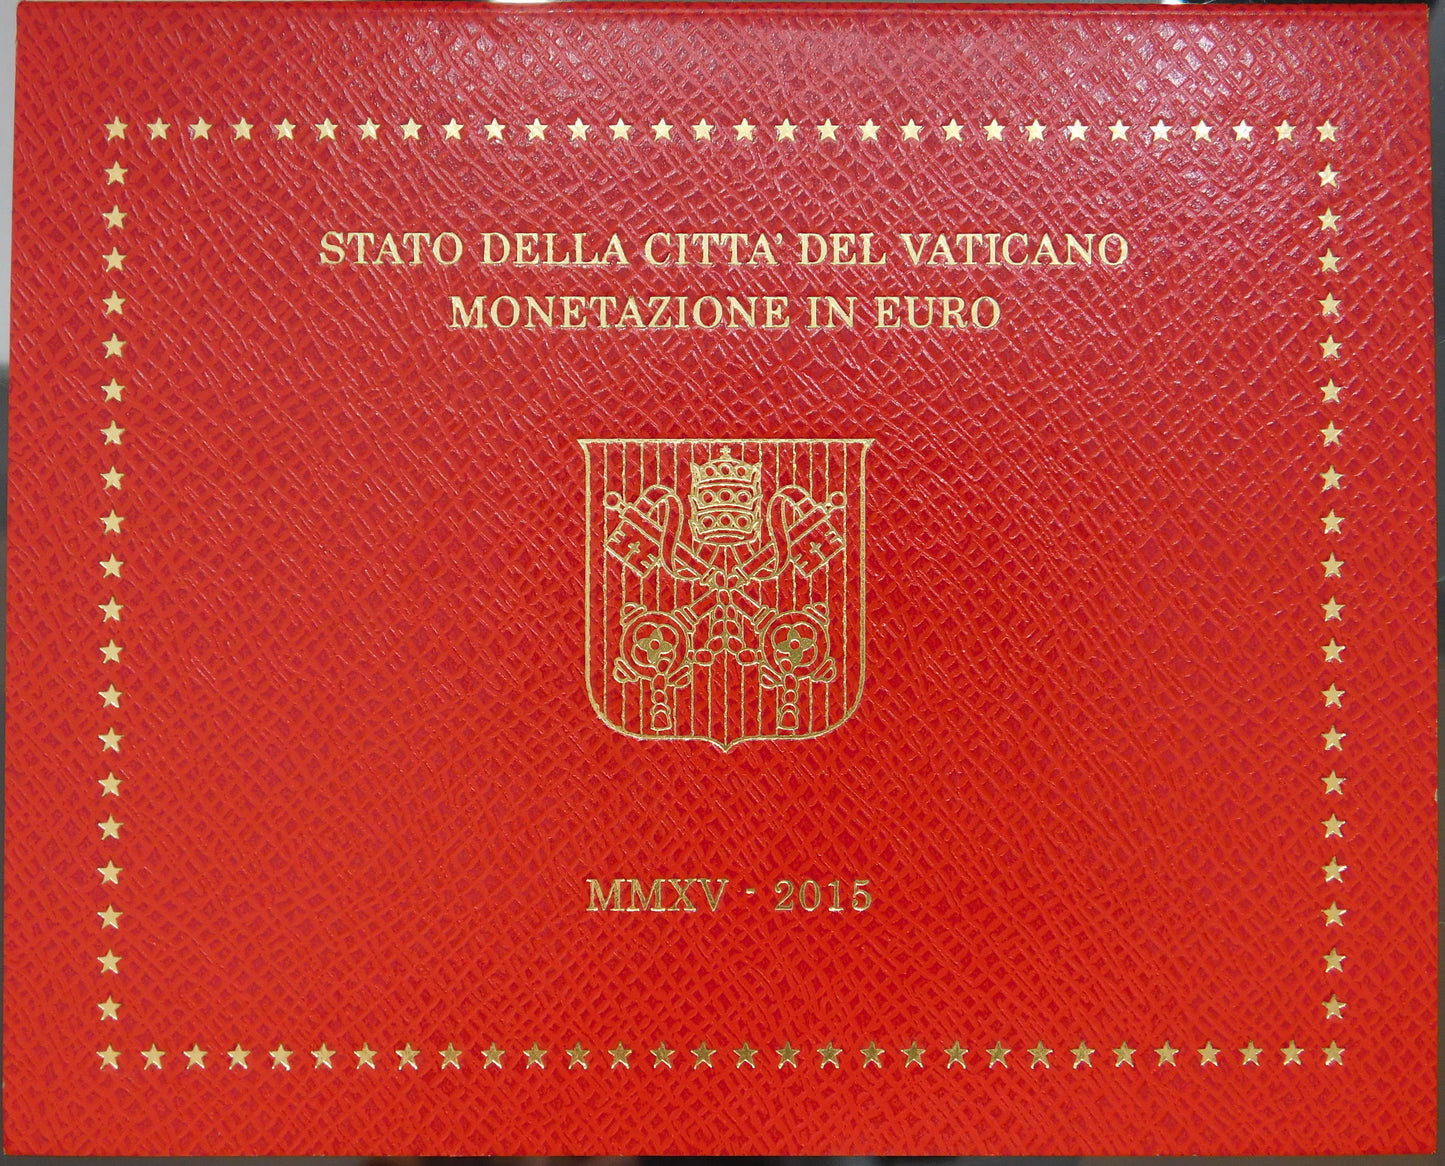 STATO DELLA CITTA' DEL VATICANO
MONETAZIONE IN EURO
MMXV - 2015